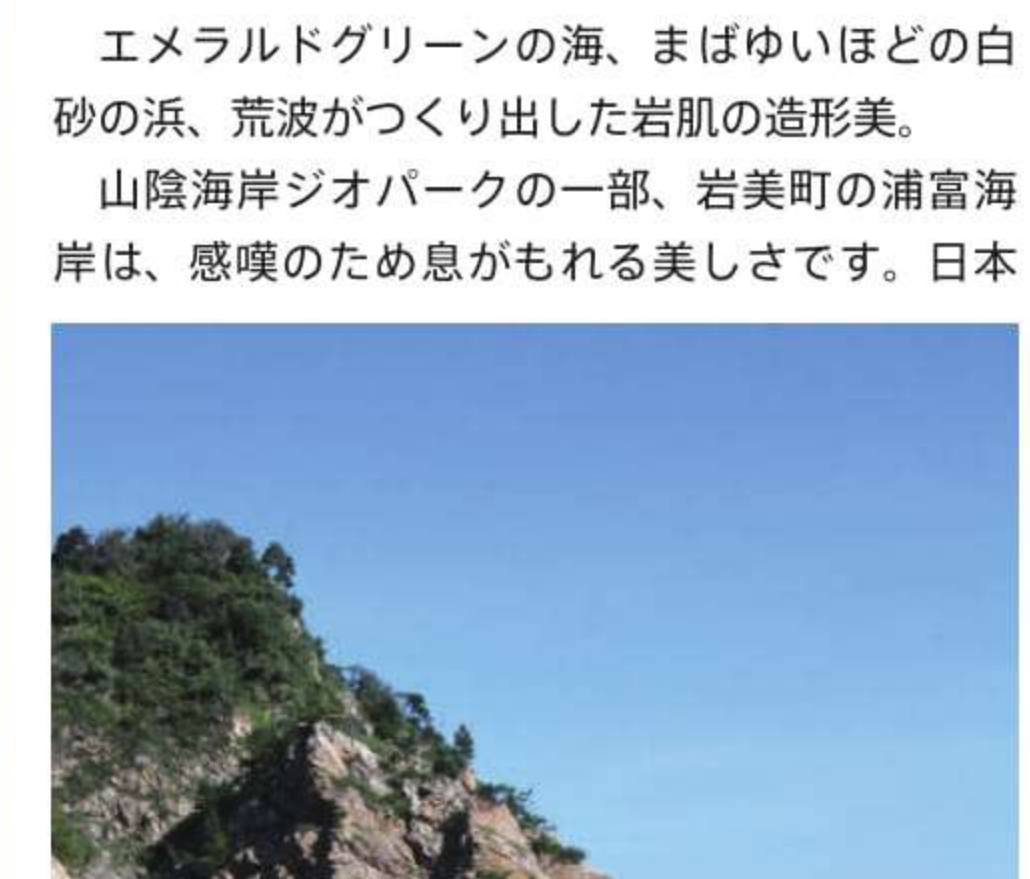 エメラルドグリーンの海、まばゆいほどの白
砂の浜、荒波がつくり出した岩肌の造形美。
山陰海岸ジオパークの一部、岩美町の浦富海
岸は、感嘆のため息がもれる美しさです。日本